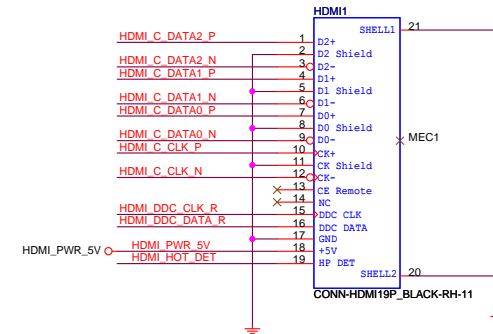 HDMI1
SHELL1 21
HDMI_C_DATA2_P 1 D2+
2 D2 Shield
HDMI_C_DATA2_N 3 D2-
HDMI_C_DATA1_P 4 D1+
5 D1 Shield
HDMI_C_DATA1_N 6 D1-
HDMI_C_DATA0_P 7 D0+
8 D0 Shield
HDMI_C_DATA0_N 9 D0-
MEC1
HDMI_C_CLK_P 10 CK+
11 CK Shield
HDMI_C_CLK_N 12 CK-
13 CE Remote
14 NC
HDMI_DDC_CLK_R 15 DDC CLK
HDMI_DDC_DATA_R 16 DDC DATA
17 GND
HDMI_PWR_5V HDMI_PWR_5V 18 +5V
HDMI_HOT_DET 19 HP DET
SHELL2 20
CONN-HDMI19P_BLACK-RH-11